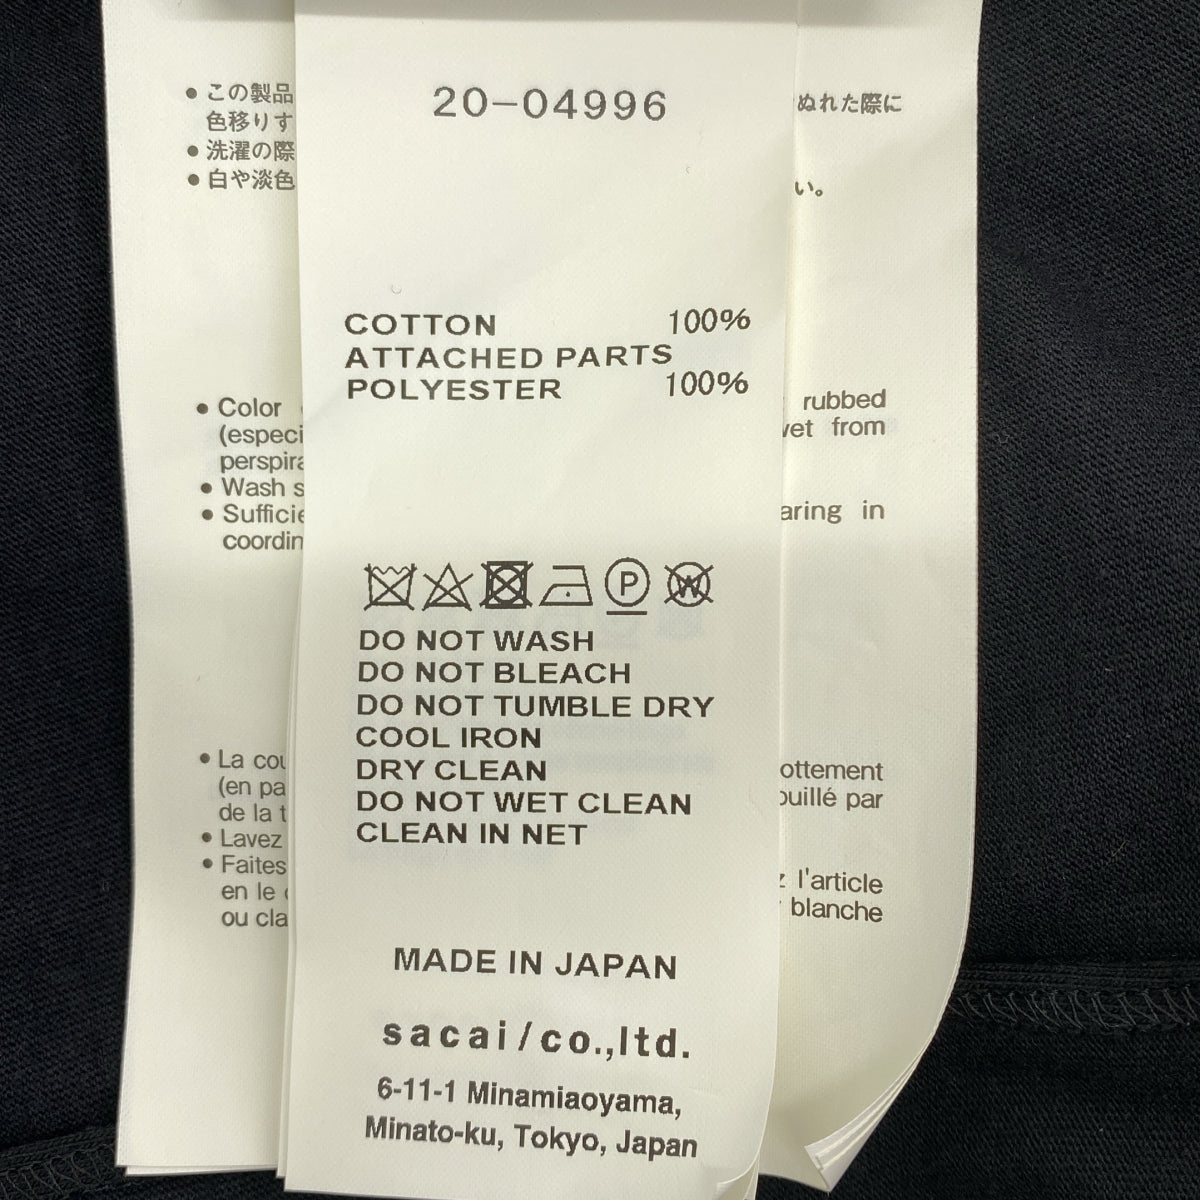 20-04996
COTTON 100%
ATTACHED PARTS
POLYESTER 100%
P
W
DO NOT WASH
DO NOT BLEACH
DO NOT TUMBLE DRY
COOL IRON
DRY CLEAN
DO NOT WET CLEAN
CLEAN IN NET
MADE IN JAPAN
sacai/co.,ltd.
6-11-1 Minamiaoyama,
Minato-ku, Tokyo, Japan
● この製品
色移りす
● 洗濯の際
● 白や淡色
ぬれた際に
い。
● Color
(especi
perspira
● Wash s
● Sufficie
coordin
rubbed
from
aring in
● La cou
(en pa
de la t
● Lavez
● Faites
en le
ou cla
ottement
ouillé par
l'article
blanche